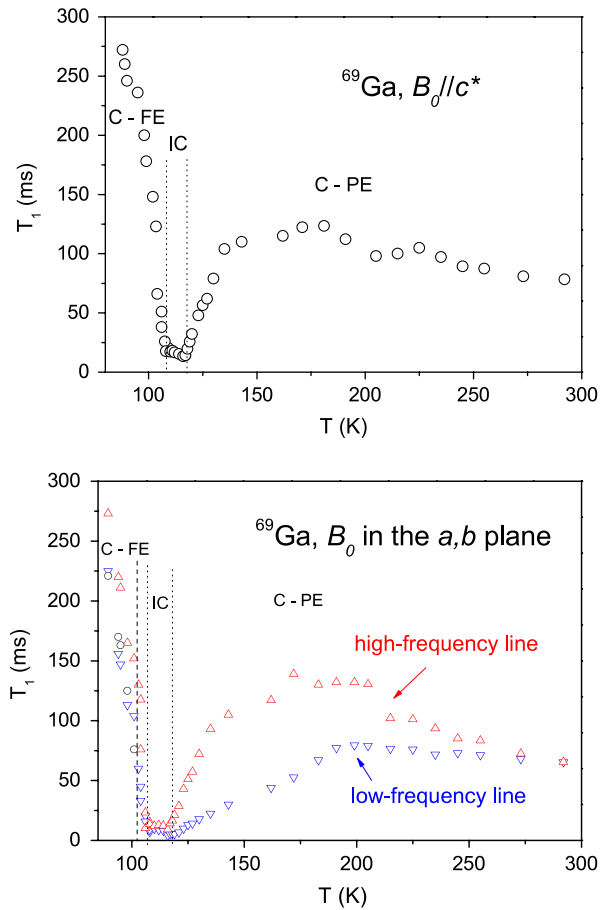 300
250
200
150
100
50
0
T₁ (ms)
⁶⁹Ga, B₀//c*
C - FE
IC
C - PE
100 150 200 250 300
T (K)
300
250
200
150
100
50
0
T₁ (ms)
⁶⁹Ga, B₀ in the a,b plane
C - FE
IC
C - PE
high-frequency line
low-frequency line
100 150 200 250 300
T (K)